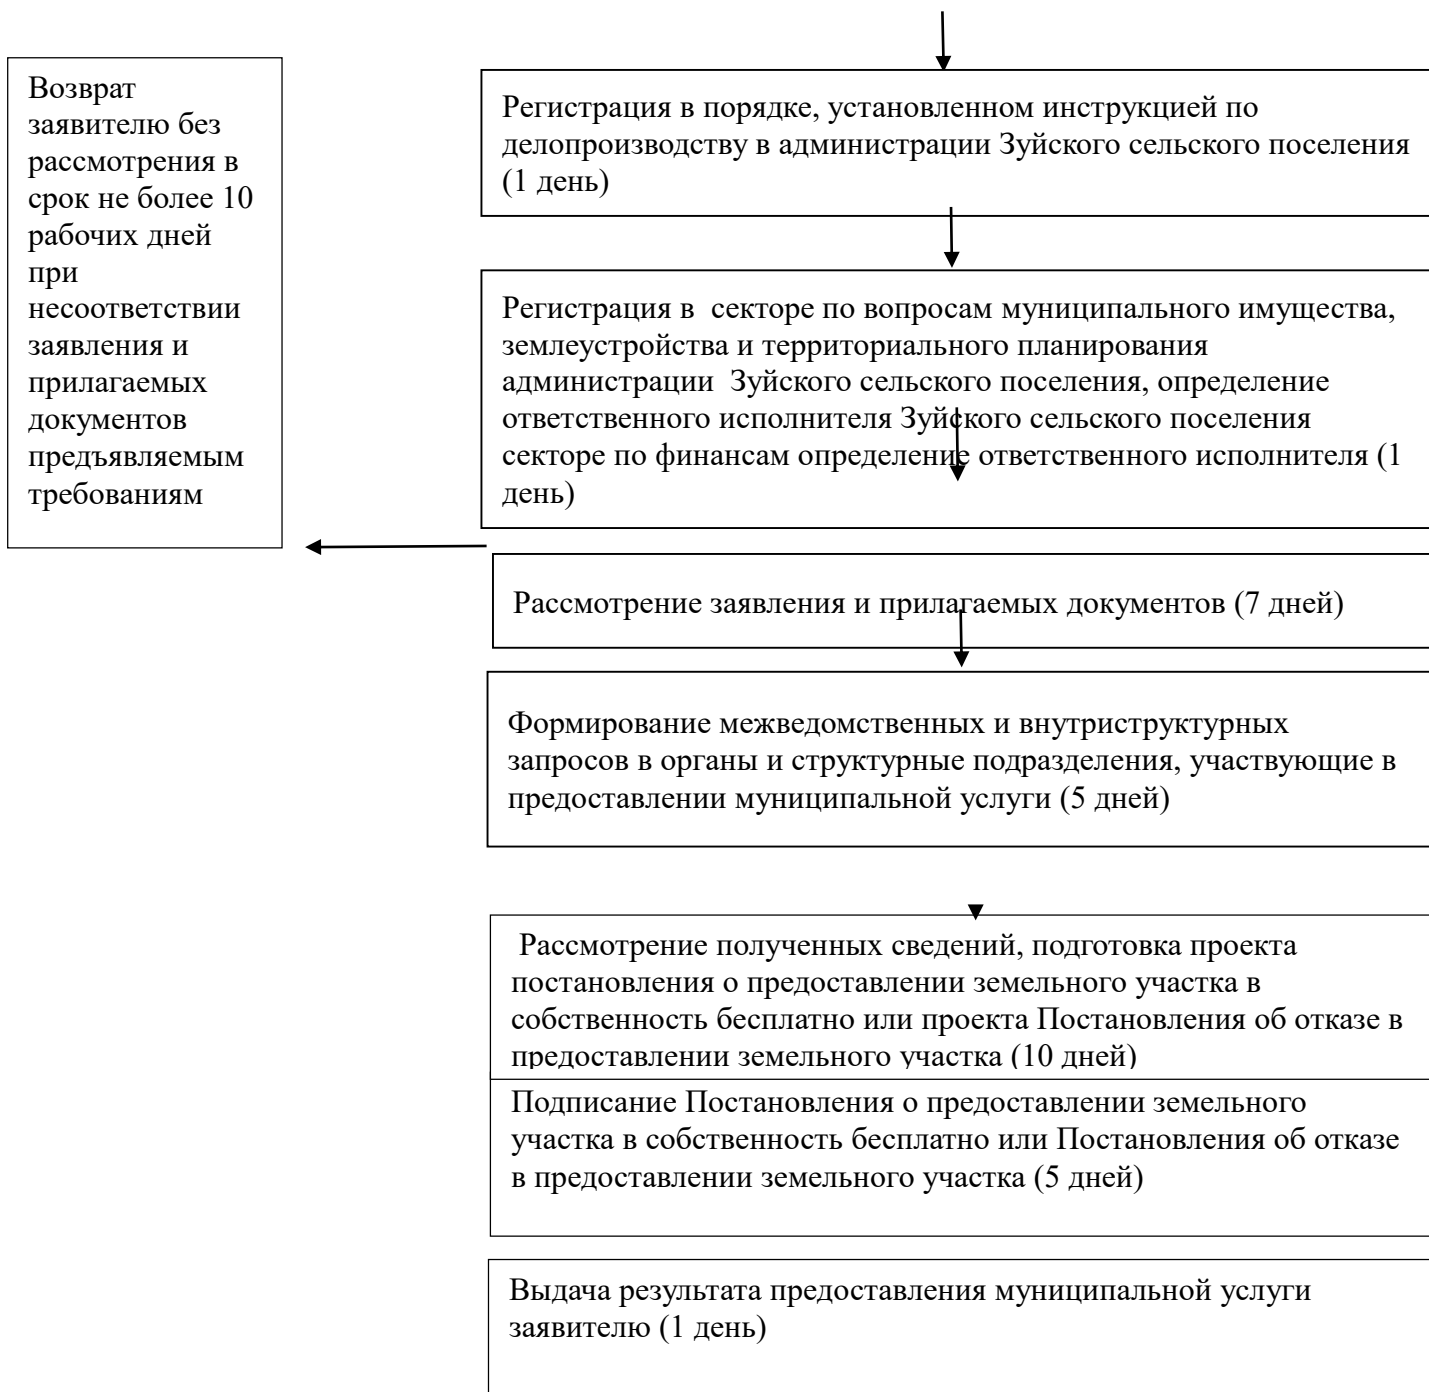 Возврат
заявителю без
рассмотрения в
срок не более 10
рабочих дней
при
несоответствии
заявления и
прилагаемых
документов
предъявляемым
требованиям
Регистрация в порядке, установленном инструкцией по
делопроизводству в администрации Зуйского сельского поселения
(1 день)
Регистрация в  секторе по вопросам муниципального имущества,
землеустройства и территориального планирования
администрации  Зуйского сельского поселения, определение
ответственного исполнителя Зуйского сельского поселения
секторе по финансам определение ответственного исполнителя (1
день)
Рассмотрение заявления и прилагаемых документов (7 дней)
Формирование межведомственных и внутриструктурных
запросов в органы и структурные подразделения, участвующие в
предоставлении муниципальной услуги (5 дней)
Рассмотрение полученных сведений, подготовка проекта
постановления о предоставлении земельного участка в
собственность бесплатно или проекта Постановления об отказе в
предоставлении земельного участка (10 дней)
Подписание Постановления о предоставлении земельного
участка в собственность бесплатно или Постановления об отказе
в предоставлении земельного участка (5 дней)
Выдача результата предоставления муниципальной услуги
заявителю (1 день)